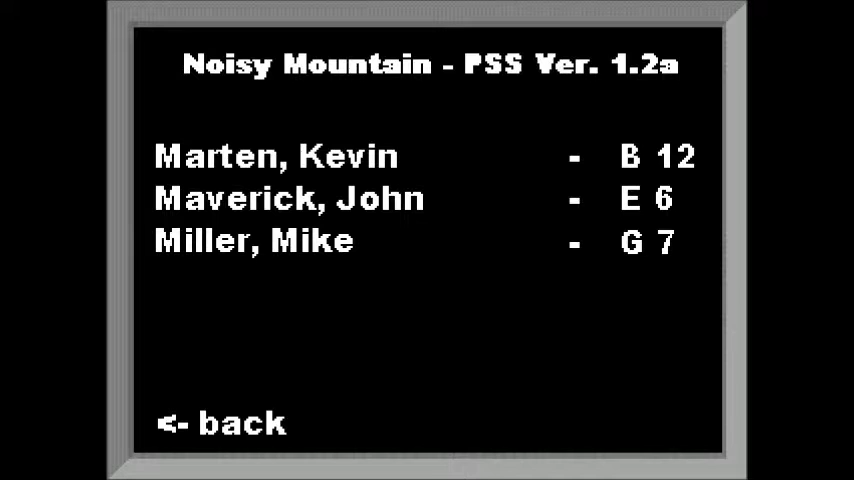 Noisy Mountain - PSS Ver. 1.2a
Marten, Kevin - B 12
Maverick, John - E 6
Miller, Mike - G 7
<- back